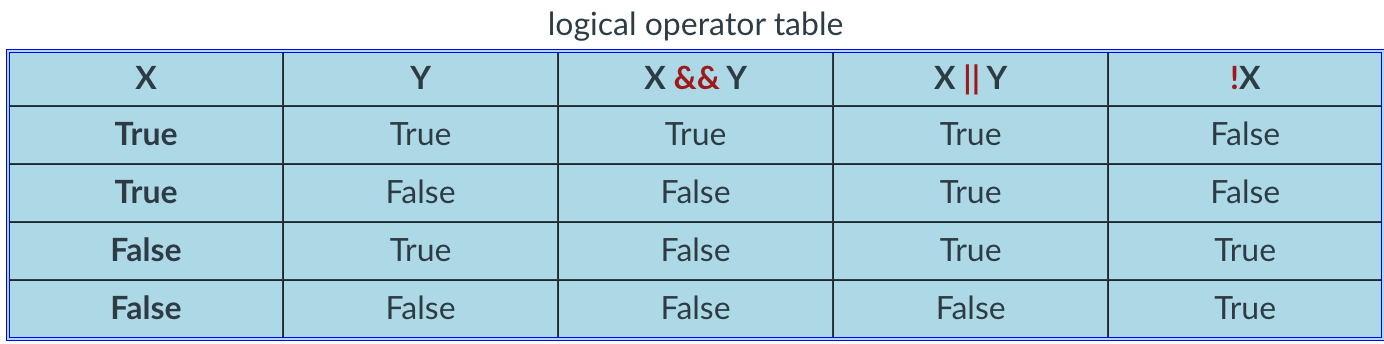 logical operator table
X Y X && Y X || Y !X
True True True True False
True False False True False
False True False True True
False False False False True